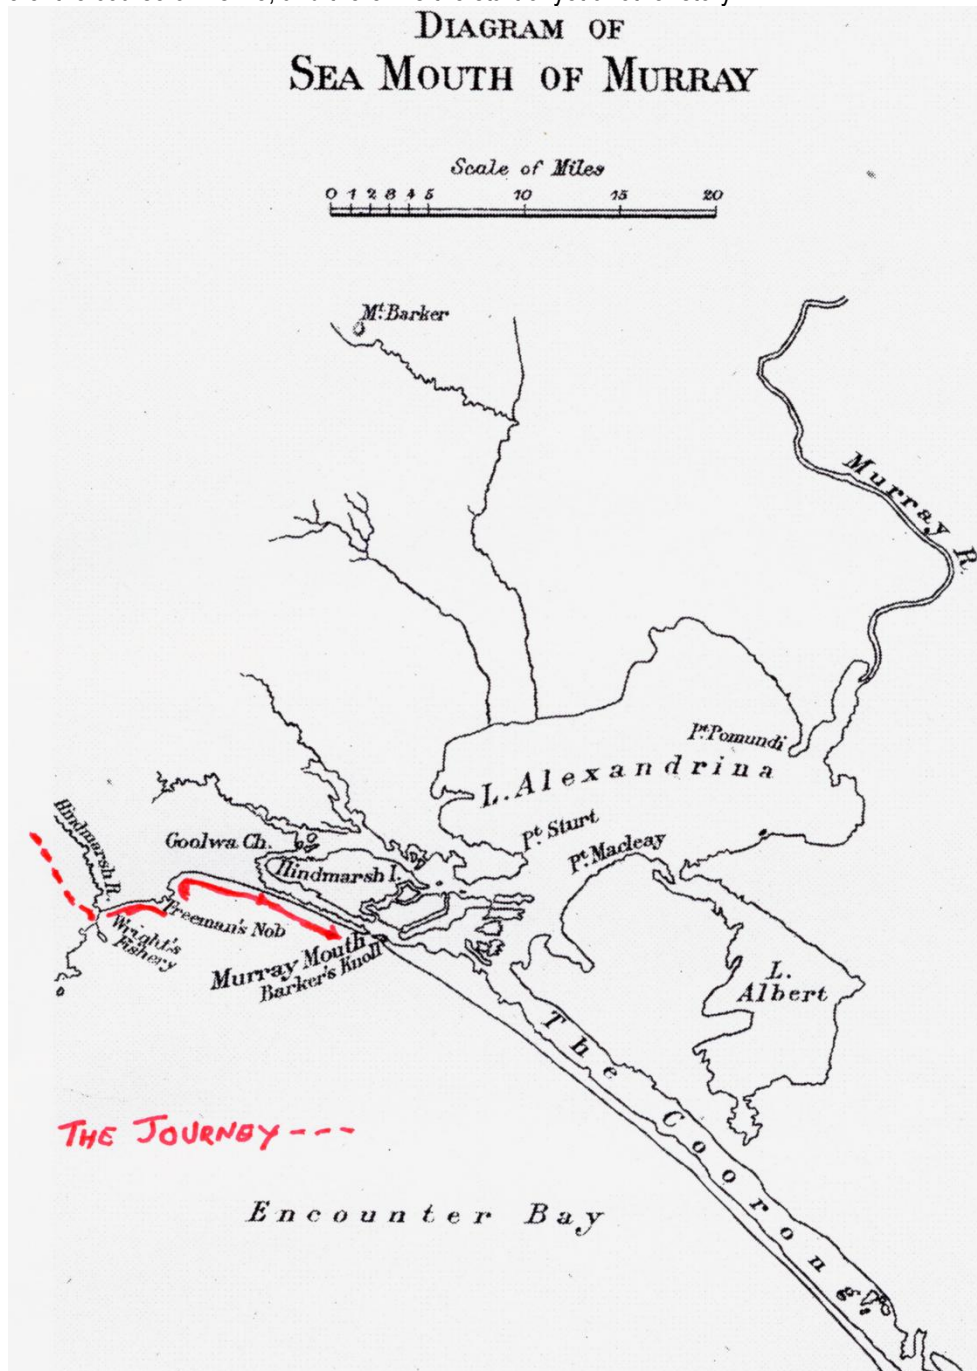 DIAGRAM OF
SEA MOUTH OF MURRAY
Scale of Miles
0 1 2 3 4 5 10 15 20
Mt. Barker
Murray R.
Pt. Pomundi
L. Alexandrina
Pt. Sturt
Pt. Macleay
Hindmarsh R.
Goolwa Ch.
Hindmarsh I.
Freeman's Nob
Wright's
Fishery
Murray Mouth
Barker's Knoll
L.
Albert
The Coorong
THE JOURNEY ---
Encounter Bay